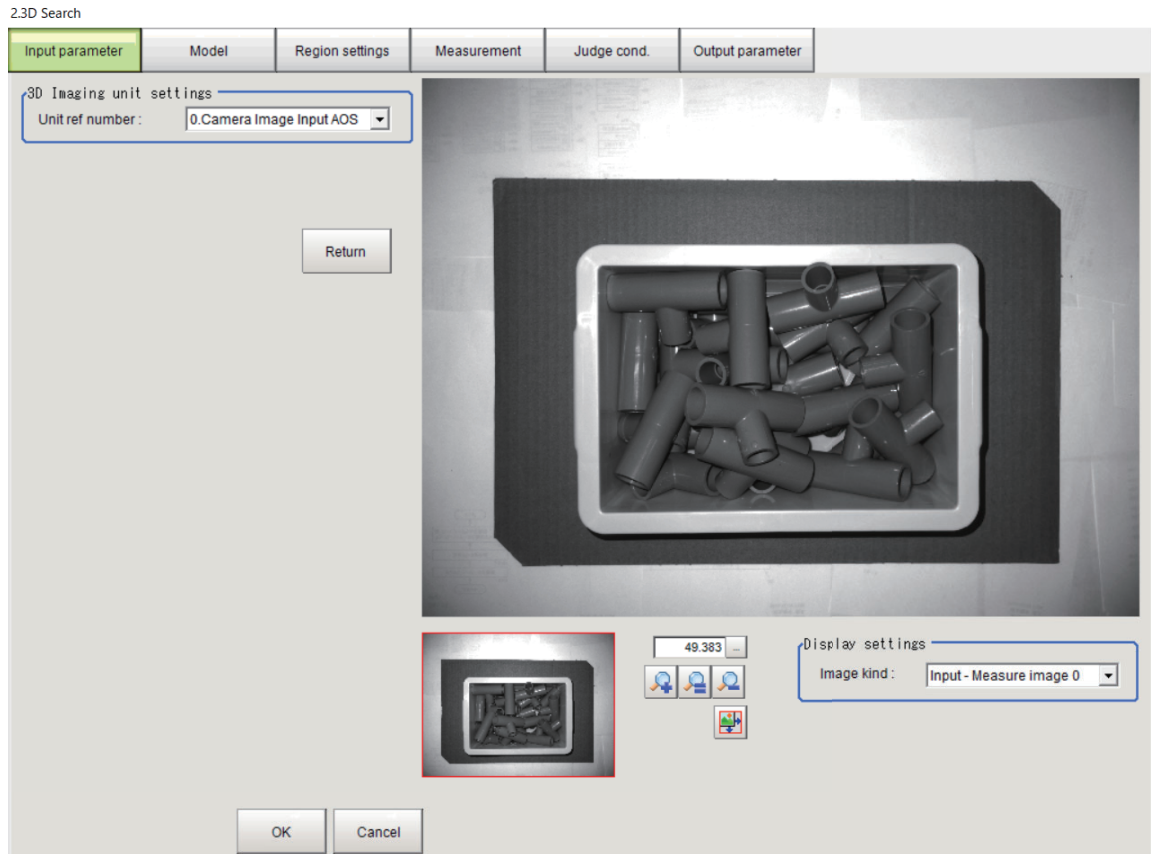 2.3D Search
Input parameter Model Region settings Measurement Judge cond. Output parameter
3D Imaging unit settings
Unit ref number : 0.Camera Image Input AOS
Return
49.383 ...
Display settings
Image kind : Input - Measure image 0
OK Cancel